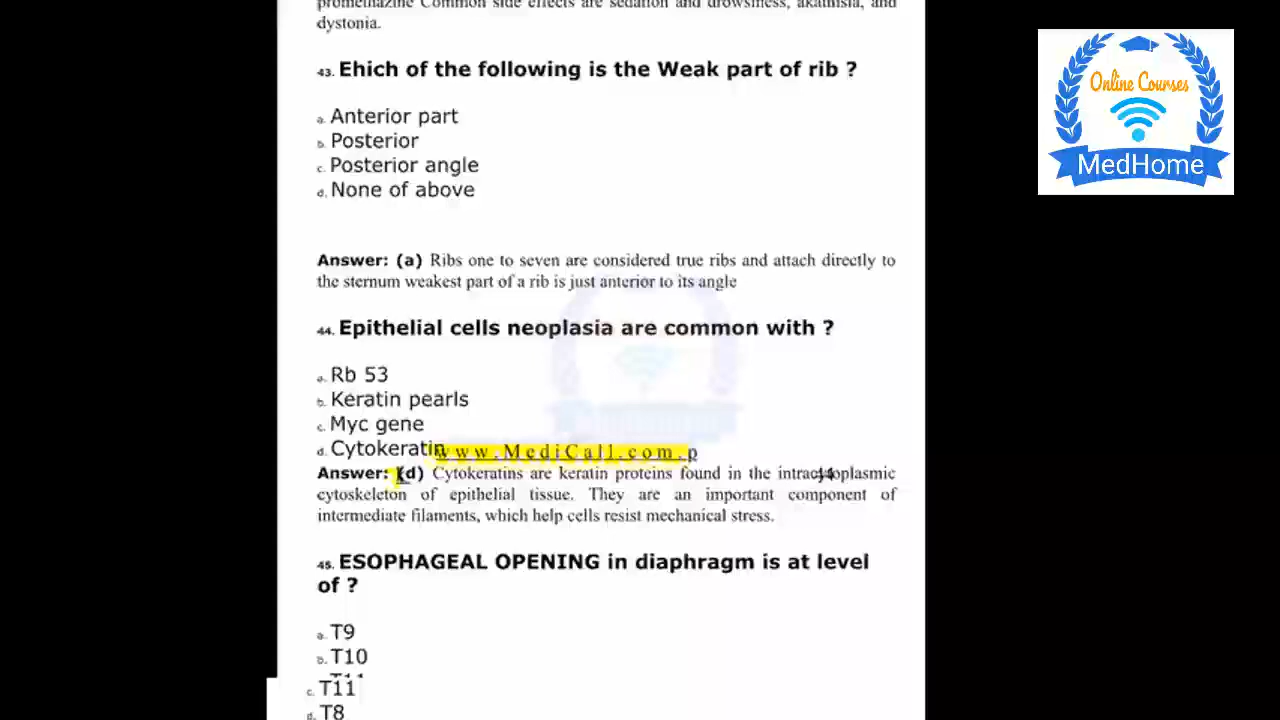 promethazine Common side effects are sedation and drowsiness, akathisia, and
dystonia.
43. Ehich of the following is the Weak part of rib ?
a. Anterior part
b. Posterior
c. Posterior angle
d. None of above
Answer: (a) Ribs one to seven are considered true ribs and attach directly to
the sternum weakest part of a rib is just anterior to its angle
44. Epithelial cells neoplasia are common with ?
a. Rb 53
b. Keratin pearls
c. Myc gene
d. Cytokeratin
www.MediCall.com.p
Answer: (d) Cytokeratins are keratin proteins found in the intracytoplasmic
14
cytoskeleton of epithelial tissue. They are an important component of
intermediate filaments, which help cells resist mechanical stress.
45. ESOPHAGEAL OPENING in diaphragm is at level
of ?
a. T9
b. T10
c. T11
d. T8
Online Courses
MedHome